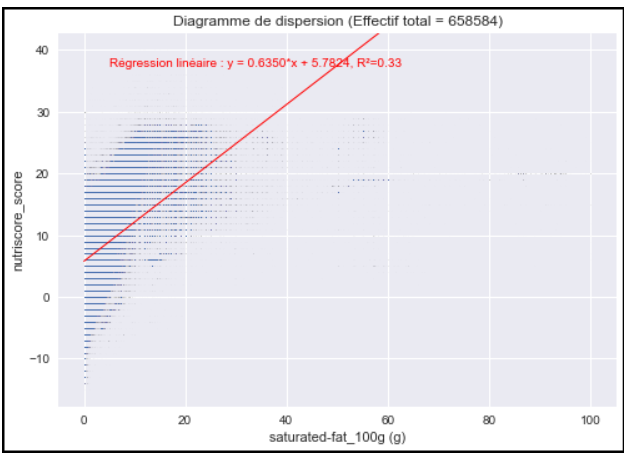 Diagramme de dispersion (Effectif total = 658584)
Régression linéaire : y = 0.6350*x + 5.7824, R²=0.33
40
30
20
10
0
−10
nutriscore_score
0 20 40 60 80 100
saturated-fat_100g (g)